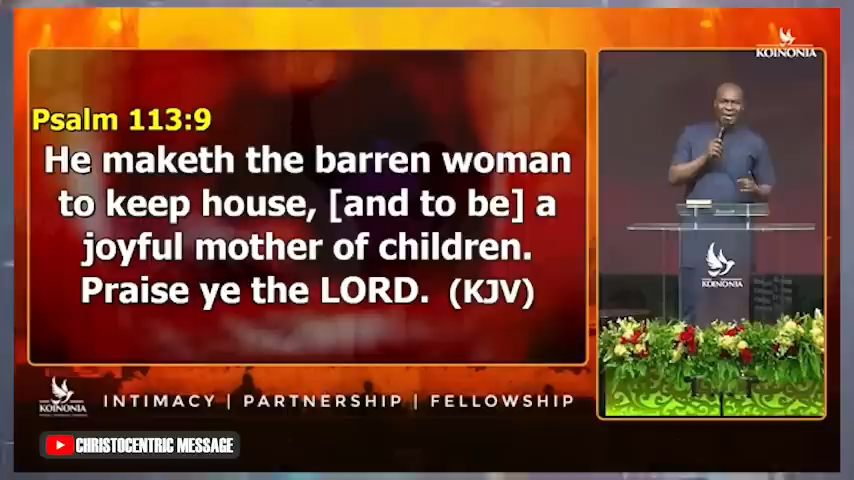 KOINONIA
Psalm 113:9
He maketh the barren woman
to keep house, [and to be] a
joyful mother of children.
Praise ye the LORD. (KJV)
KOINONIA
KOINONIA
INTIMACY | PARTNERSHIP | FELLOWSHIP
CHRISTOCENTRIC MESSAGE